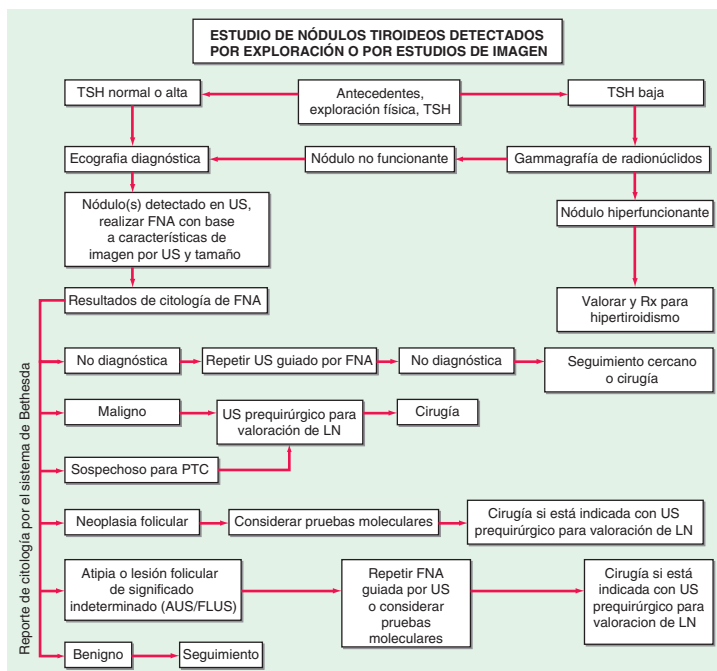 ESTUDIO DE NÓDULOS TIROIDEOS DETECTADOS
POR EXPLORACIÓN O POR ESTUDIOS DE IMAGEN
TSH normal o alta
Antecedentes,
exploración física, TSH
TSH baja
Ecografia diagnóstica
Nódulo no funcionante
Gammagrafía de radionúclidos
Nódulo(s) detectado en US,
realizar FNA con base
a características de
imagen por US y tamaño
Nódulo hiperfuncionante
Resultados de citología de FNA
Valorar y Rx para
hipertiroidismo
Reporte de citología por el sistema de Bethesda
No diagnóstica
Repetir US guiado por FNA
No diagnóstica
Seguimiento cercano
o cirugía
Maligno
US prequirúrgico para
valoración de LN
Cirugía
Sospechoso para PTC
Neoplasia folicular
Considerar pruebas moleculares
Cirugía si está indicada con US
prequirúrgico para valoración de LN
Atipia o lesión folicular
de significado
indeterminado (AUS/FLUS)
Repetir FNA
guiada por US
o considerar
pruebas
moleculares
Cirugía si está
indicada con US
prequirúrgico para
valoracion de LN
Benigno
Seguimiento